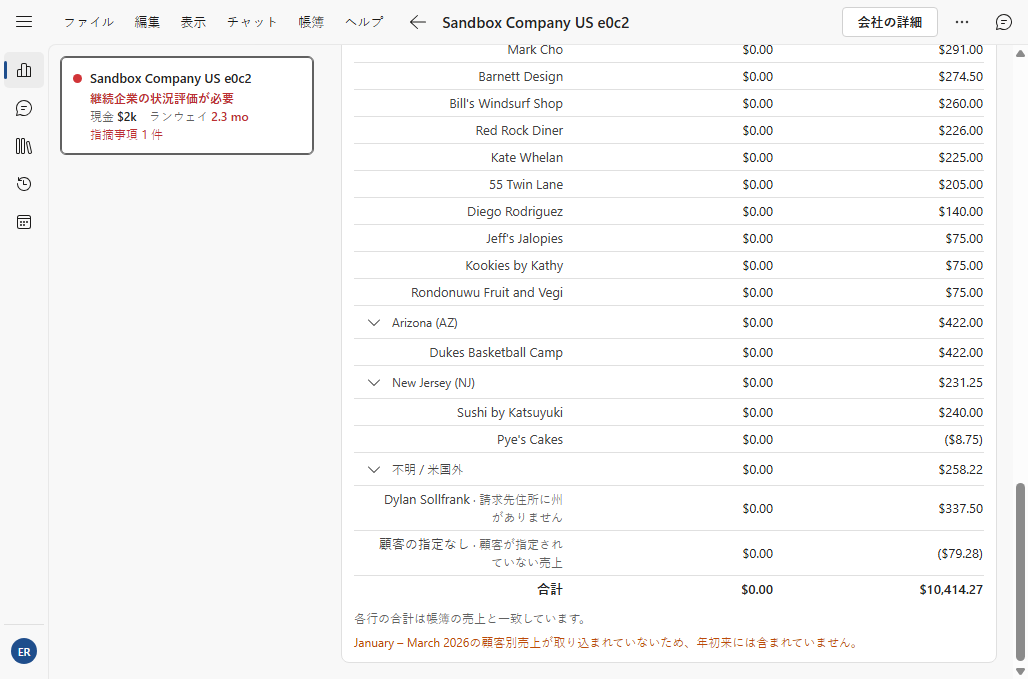 ファイル 編集 表示 チャット 帳簿 ヘルプ Sandbox Company US e0c2 会社の詳細
Sandbox Company US e0c2
継続企業の状況評価が必要
現金 $2k ランウェイ 2.3 mo
指摘事項 1 件
Mark Cho $0.00 $291.00
Barnett Design $0.00 $274.50
Bill's Windsurf Shop $0.00 $260.00
Red Rock Diner $0.00 $226.00
Kate Whelan $0.00 $225.00
55 Twin Lane $0.00 $205.00
Diego Rodriguez $0.00 $140.00
Jeff's Jalopies $0.00 $75.00
Kookies by Kathy $0.00 $75.00
Rondonuwu Fruit and Vegi $0.00 $75.00
Arizona (AZ) $0.00 $422.00
Dukes Basketball Camp $0.00 $422.00
New Jersey (NJ) $0.00 $231.25
Sushi by Katsuyuki $0.00 $240.00
Pye's Cakes $0.00 ($8.75)
不明 / 米国外 $0.00 $258.22
Dylan Sollfrank · 請求先住所に州
がありません $0.00 $337.50
顧客の指定なし · 顧客が指定され
ていない売上 $0.00 ($79.28)
合計 $0.00 $10,414.27
各行の合計は帳簿の売上と一致しています。
January – March 2026の顧客別売上が取り込まれていないため、年初来には含まれていません。
ER